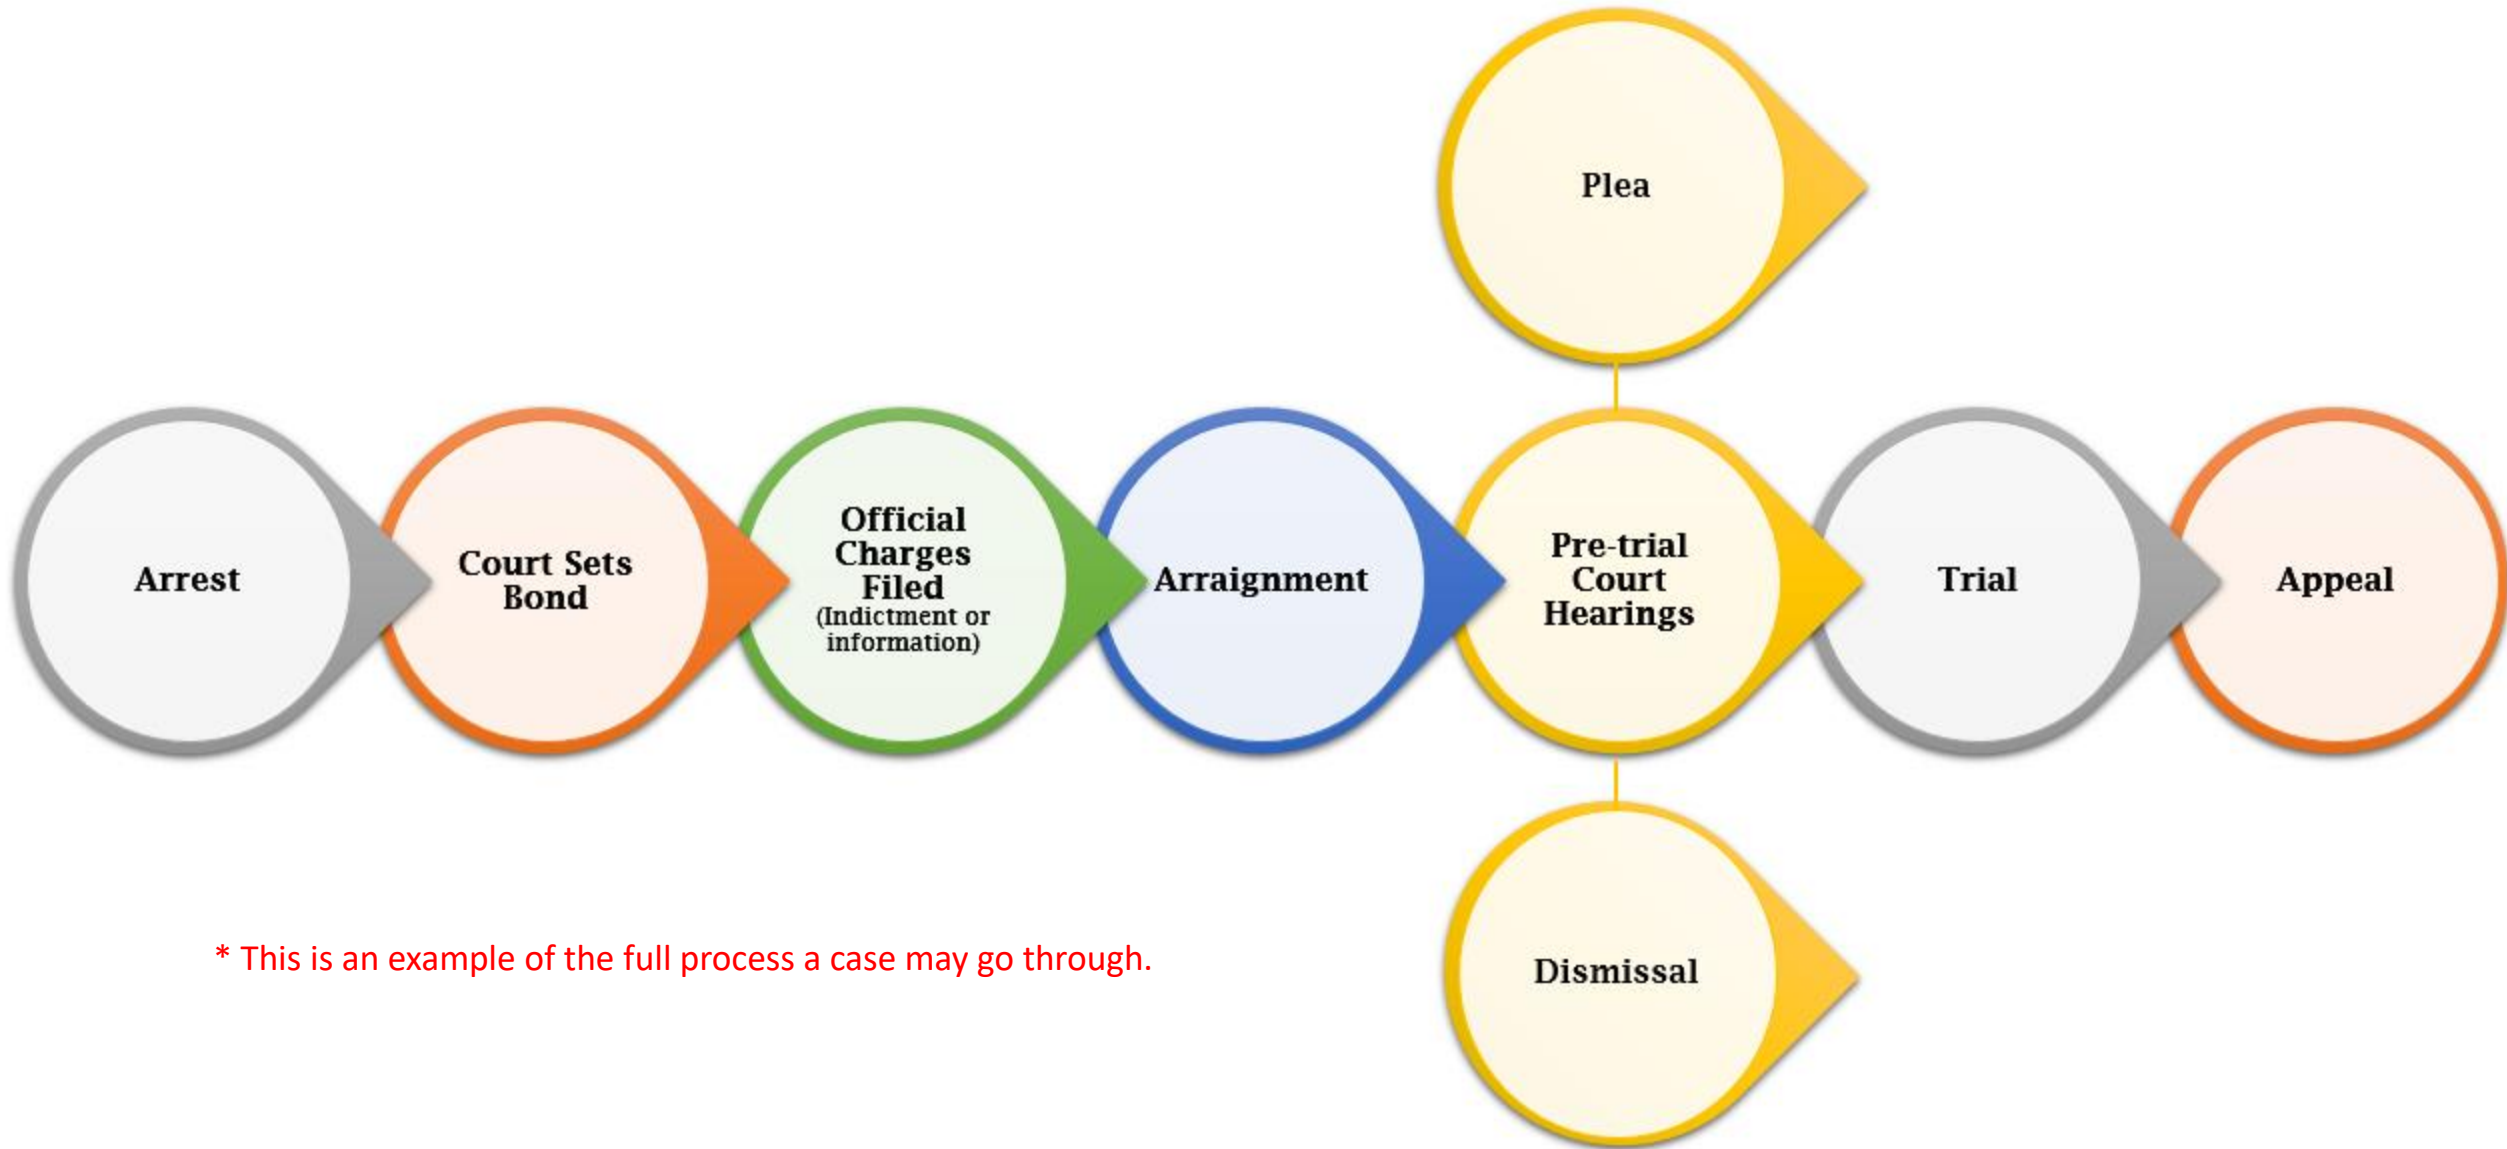 Plea
Arrest
Court Sets
Bond
Official
Charges
Filed
(Indictment or
information)
Arraignment
Pre-trial
Court
Hearings
Trial
Appeal
Dismissal
* This is an example of the full process a case may go through.